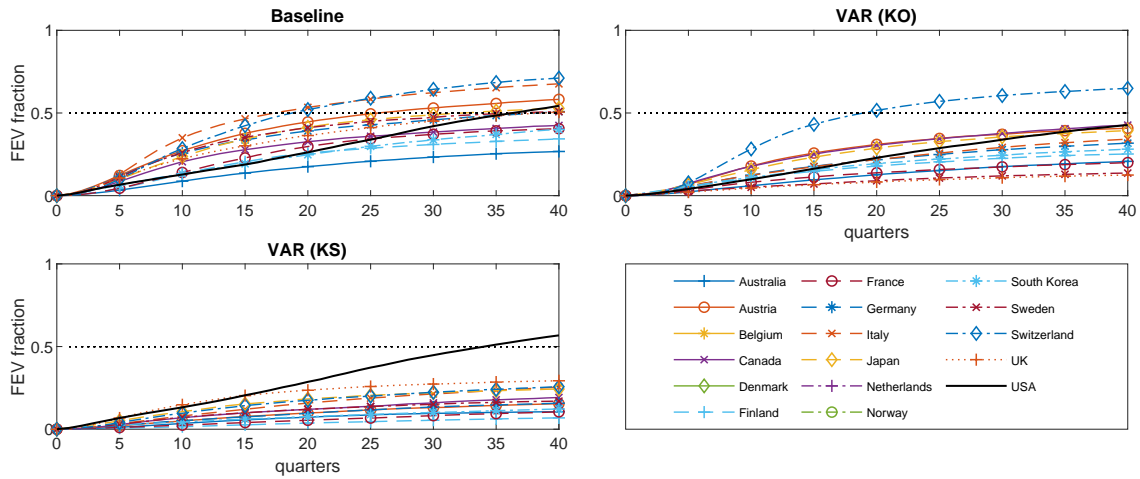 Baseline
VAR (KO)
1
0.5
0
FEV fraction
0 5 10 15 20 25 30 35 40
1
0.5
0
0 5 10 15 20 25 30 35 40
quarters
VAR (KS)
1
0.5
0
FEV fraction
0 5 10 15 20 25 30 35 40
quarters
Australia France South Korea
Austria Germany Sweden
Belgium Italy Switzerland
Canada Japan UK
Denmark Netherlands USA
Finland Norway